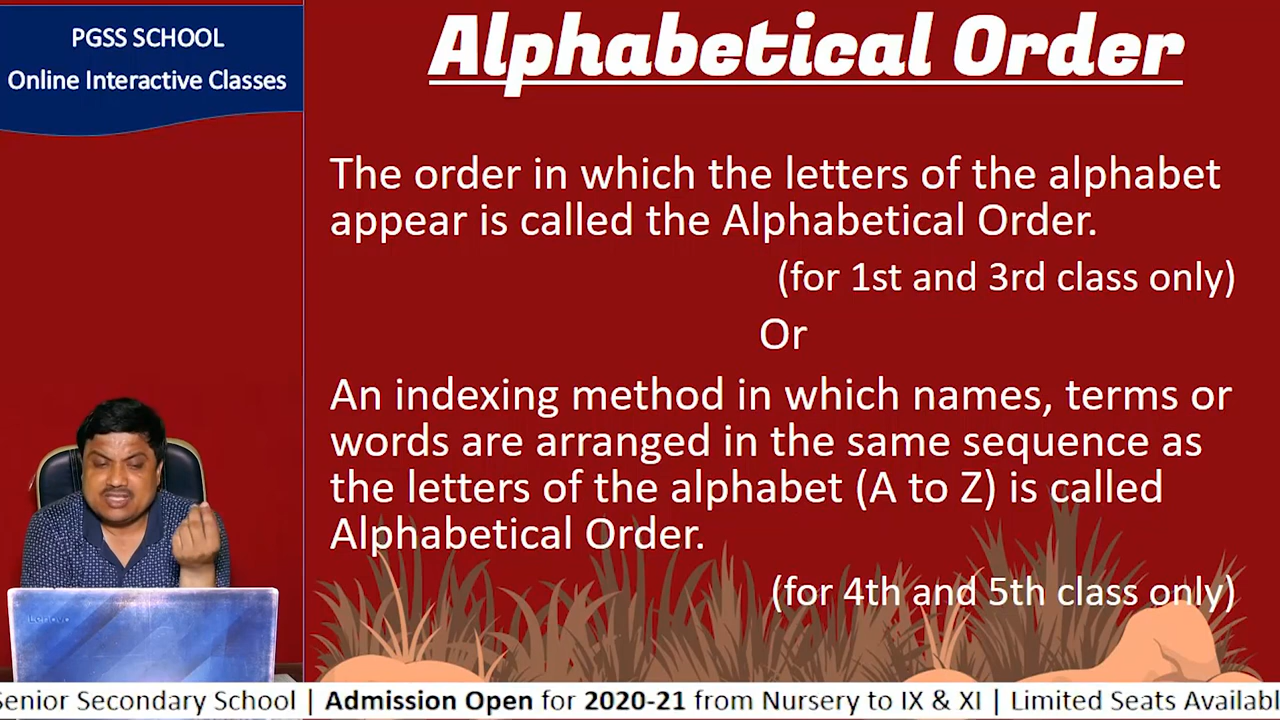 PGSS SCHOOL
Online Interactive Classes
Alphabetical Order
The order in which the letters of the alphabet
appear is called the Alphabetical Order.
(for 1st and 3rd class only)
Or
An indexing method in which names, terms or
words are arranged in the same sequence as
the letters of the alphabet (A to Z) is called
Alphabetical Order.
(for 4th and 5th class only)
Lenovo
Senior Secondary School | Admission Open for 2020-21 from Nursery to IX & XI | Limited Seats Availabl